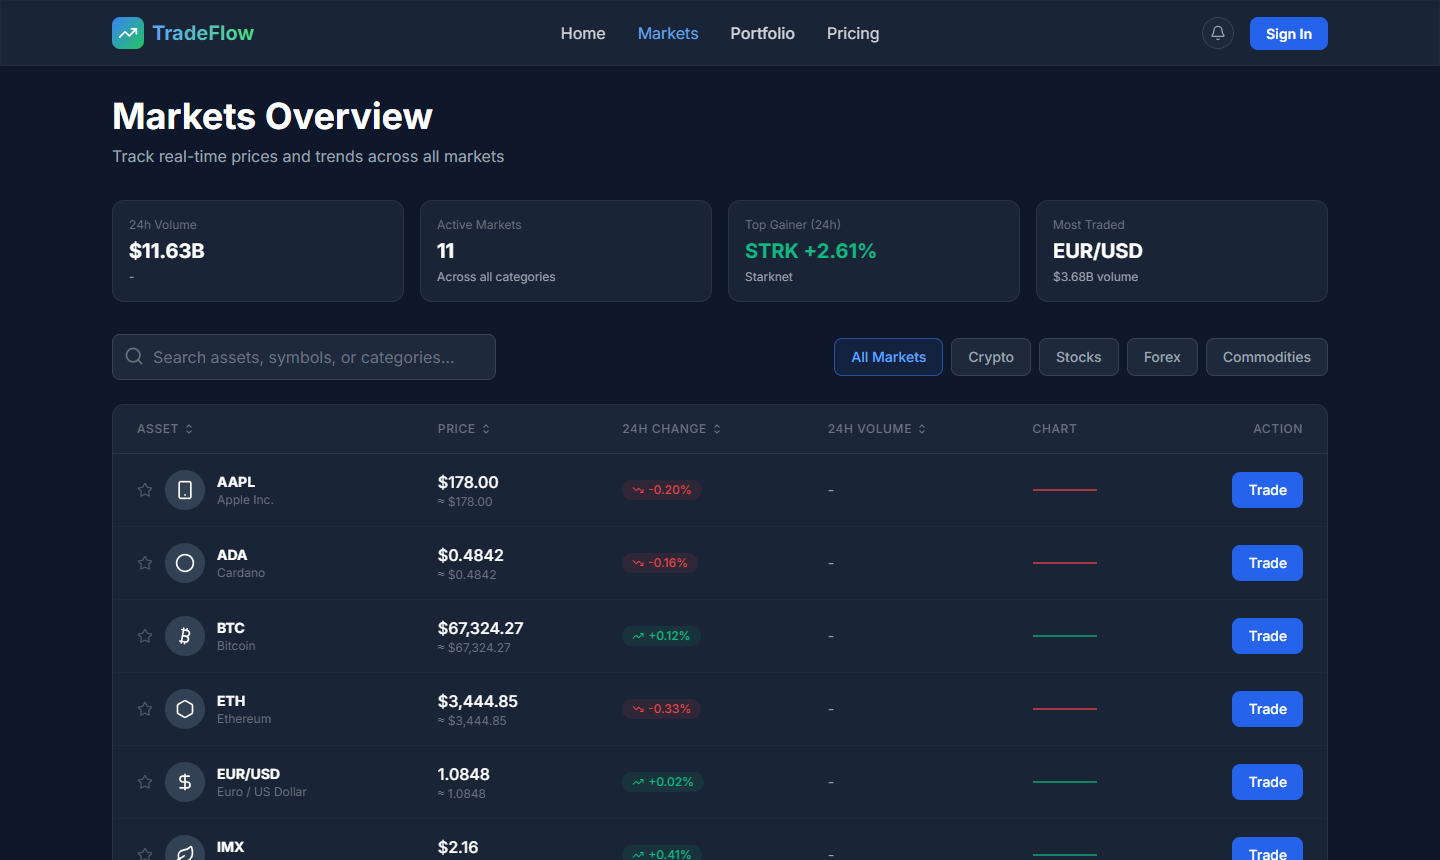 TradeFlow
Home Markets Portfolio Pricing
Sign In
Markets Overview
Track real-time prices and trends across all markets
24h Volume
$11.63B
-
Active Markets
11
Across all categories
Top Gainer (24h)
STRK +2.61%
Starknet
Most Traded
EUR/USD
$3.68B volume
Search assets, symbols, or categories...
All Markets Crypto Stocks Forex Commodities
ASSET PRICE 24H CHANGE 24H VOLUME CHART ACTION
AAPL $178.00 -0.20% - Trade
Apple Inc. ≈ $178.00
ADA $0.4842 -0.16% - Trade
Cardano ≈ $0.4842
BTC $67,324.27 +0.12% - Trade
Bitcoin ≈ $67,324.27
ETH $3,444.85 -0.33% - Trade
Ethereum ≈ $3,444.85
EUR/USD 1.0848 +0.02% - Trade
Euro / US Dollar ≈ 1.0848
IMX $2.16 +0.41% - Trade